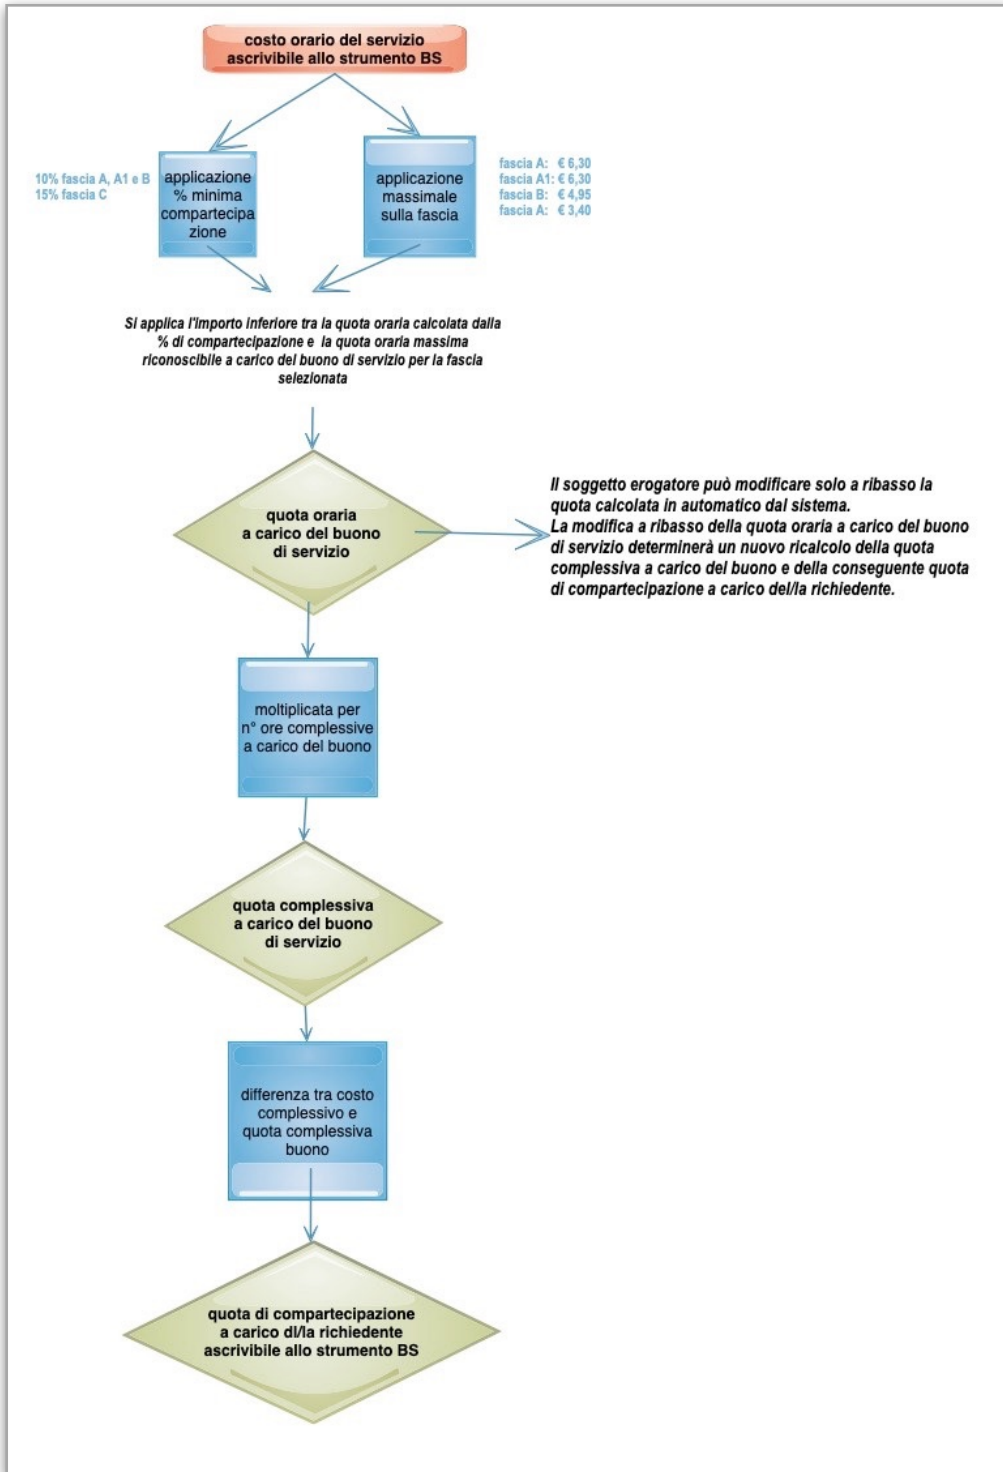 costo orario del servizio
ascrivibile allo strumento BS
10% fascia A, A1 e B
15% fascia C
applicazione
% minima
compartecipa
zione
applicazione
massimale
sulla fascia
fascia A: € 6,30
fascia A1: € 6,30
fascia B: € 4,95
fascia A: € 3,40
Si applica l'importo inferiore tra la quota oraria calcolata dalla
% di compartecipazione e la quota oraria massima
riconoscibile a carico del buono di servizio per la fascia
selezionata
quota oraria
a carico del buono
di servizio
Il soggetto erogatore può modificare solo a ribasso la
quota calcolata in automatico dal sistema.
La modifica a ribasso della quota oraria a carico del buono
di servizio determinerà un nuovo ricalcolo della quota
complessiva a carico del buono e della conseguente quota
di compartecipazione a carico del/la richiedente.
moltiplicata per
n° ore complessive
a carico del buono
quota complessiva
a carico del buono
di servizio
differenza tra costo
complessivo e
quota complessiva
buono
quota di compartecipazione
a carico dl/la richiedente
ascrivibile allo strumento BS